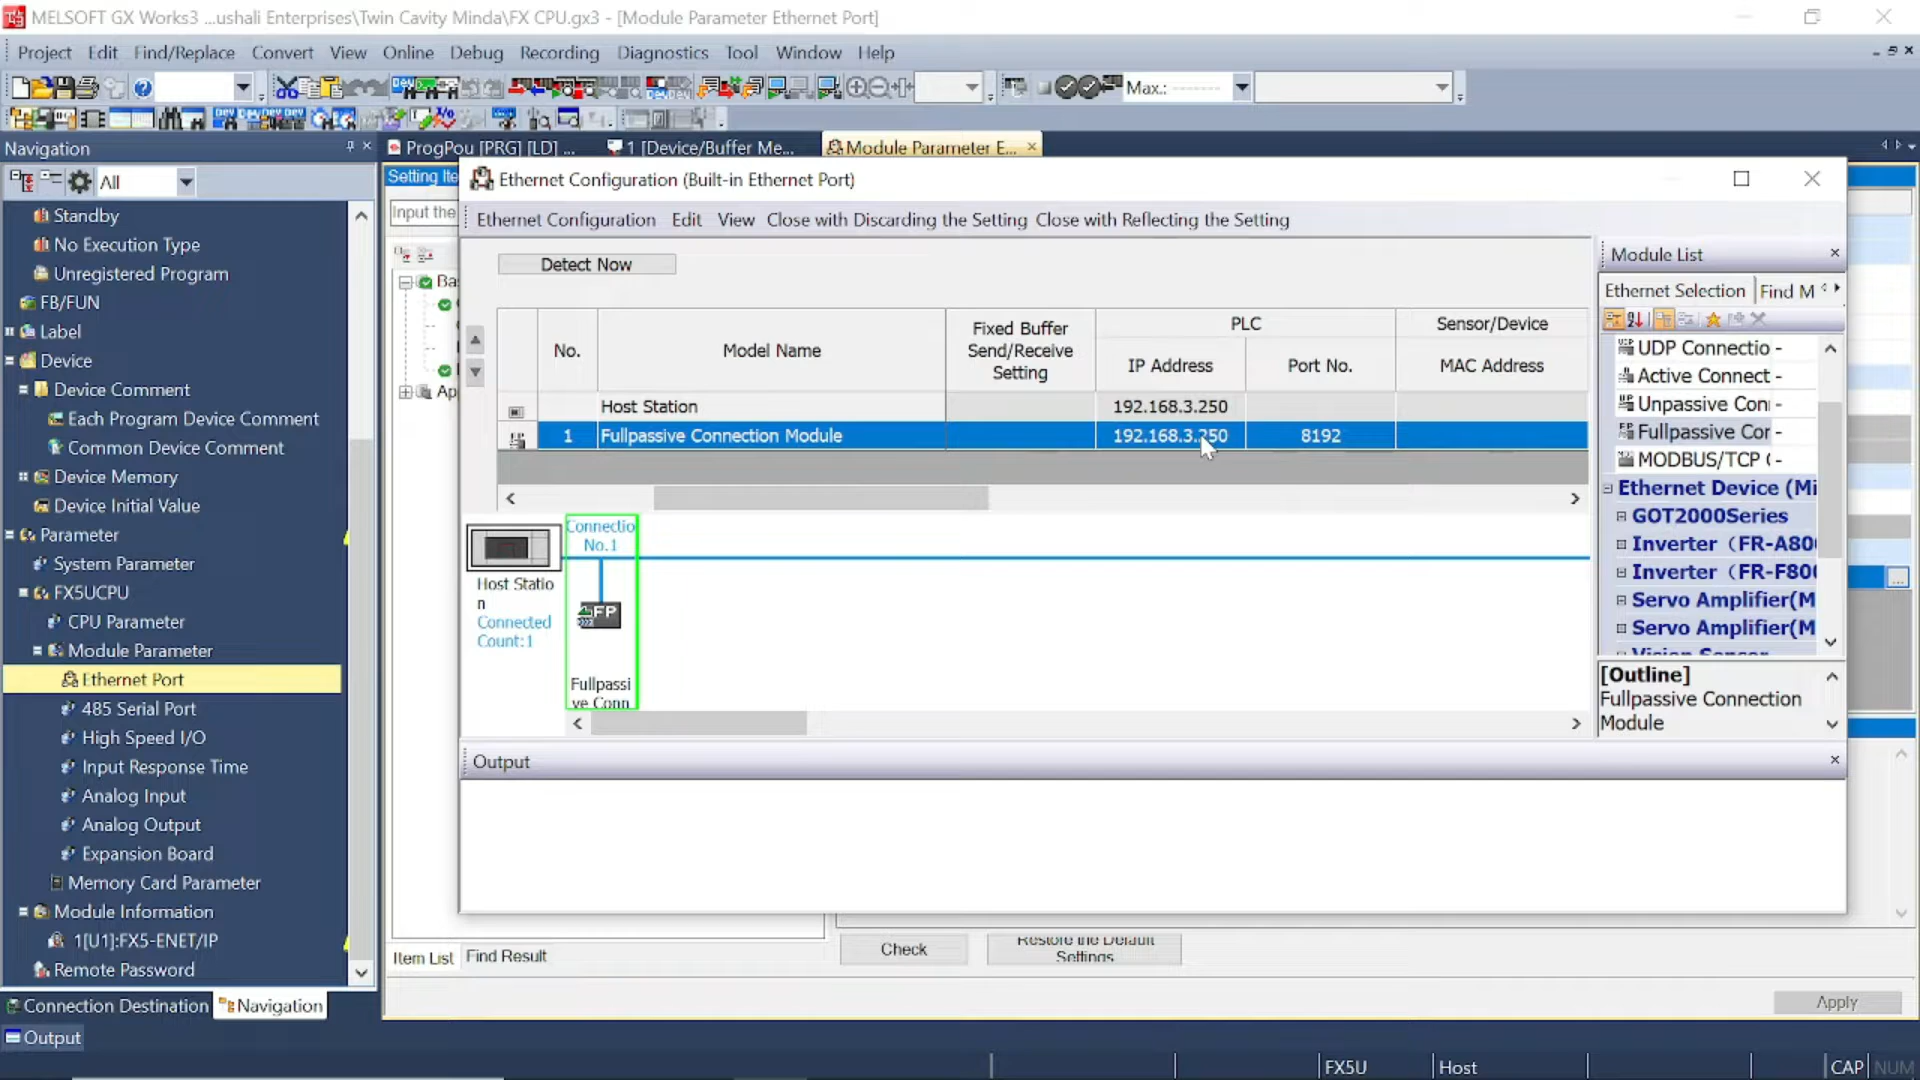 MELSOFT GX Works3 ...ushali Enterprises\Twin Cavity Minda\FX CPU.gx3 - [Module Parameter Ethernet Port]
Project Edit Find/Replace Convert View Online Debug Recording Diagnostics Tool Window Help
Max.:
Navigation
ProgPou [PRG] [LD] ...
1 [Device/Buffer Me...
Module Parameter E...
All
Standby
No Execution Type
Unregistered Program
FB/FUN
Label
Device
Device Comment
Each Program Device Comment
Common Device Comment
Device Memory
Device Initial Value
Parameter
System Parameter
FX5UCPU
CPU Parameter
Module Parameter
Ethernet Port
485 Serial Port
High Speed I/O
Input Response Time
Analog Input
Analog Output
Expansion Board
Memory Card Parameter
Module Information
1[U1]:FX5-ENET/IP
Remote Password
Connection Destination
Navigation
Output
Setting Ite
Input the
Ba
Ap
Item List
Find Result
Ethernet Configuration (Built-in Ethernet Port)
Ethernet Configuration Edit View Close with Discarding the Setting Close with Reflecting the Setting
Detect Now
No.
Model Name
Fixed Buffer
Send/Receive
Setting
PLC
IP Address
Port No.
Sensor/Device
MAC Address
Host Station 192.168.3.250
1 Fullpassive Connection Module 192.168.3.250 8192
Host Statio
n
Connected
Count:1
Connectio
No.1
FP
Fullpassi
ve Conn
Module List
Ethernet Selection
Find M
UDP Connectio -
Active Connect -
Unpassive Con -
Fullpassive Cor -
MODBUS/TCP ( -
Ethernet Device (Mi
GOT2000Series
Inverter (FR-A80
Inverter (FR-F80
Servo Amplifier(M
Servo Amplifier(M
Vision Sensor
[Outline]
Fullpassive Connection
Module
Output
Check
Restore the Default
Settings
Apply
FX5U
Host
CAP
NUM